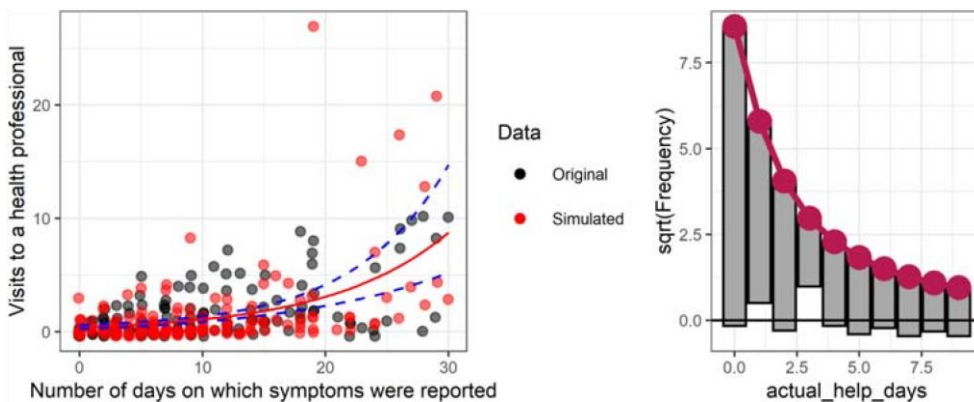 Visits to a health professional
20
10
0
0
10
20
30
Number of days on which symptoms were reported
Data
Original
Simulated
sqrt(Frequency)
7.5
5.0
2.5
0.0
0.0
2.5
5.0
7.5
actual_help_days